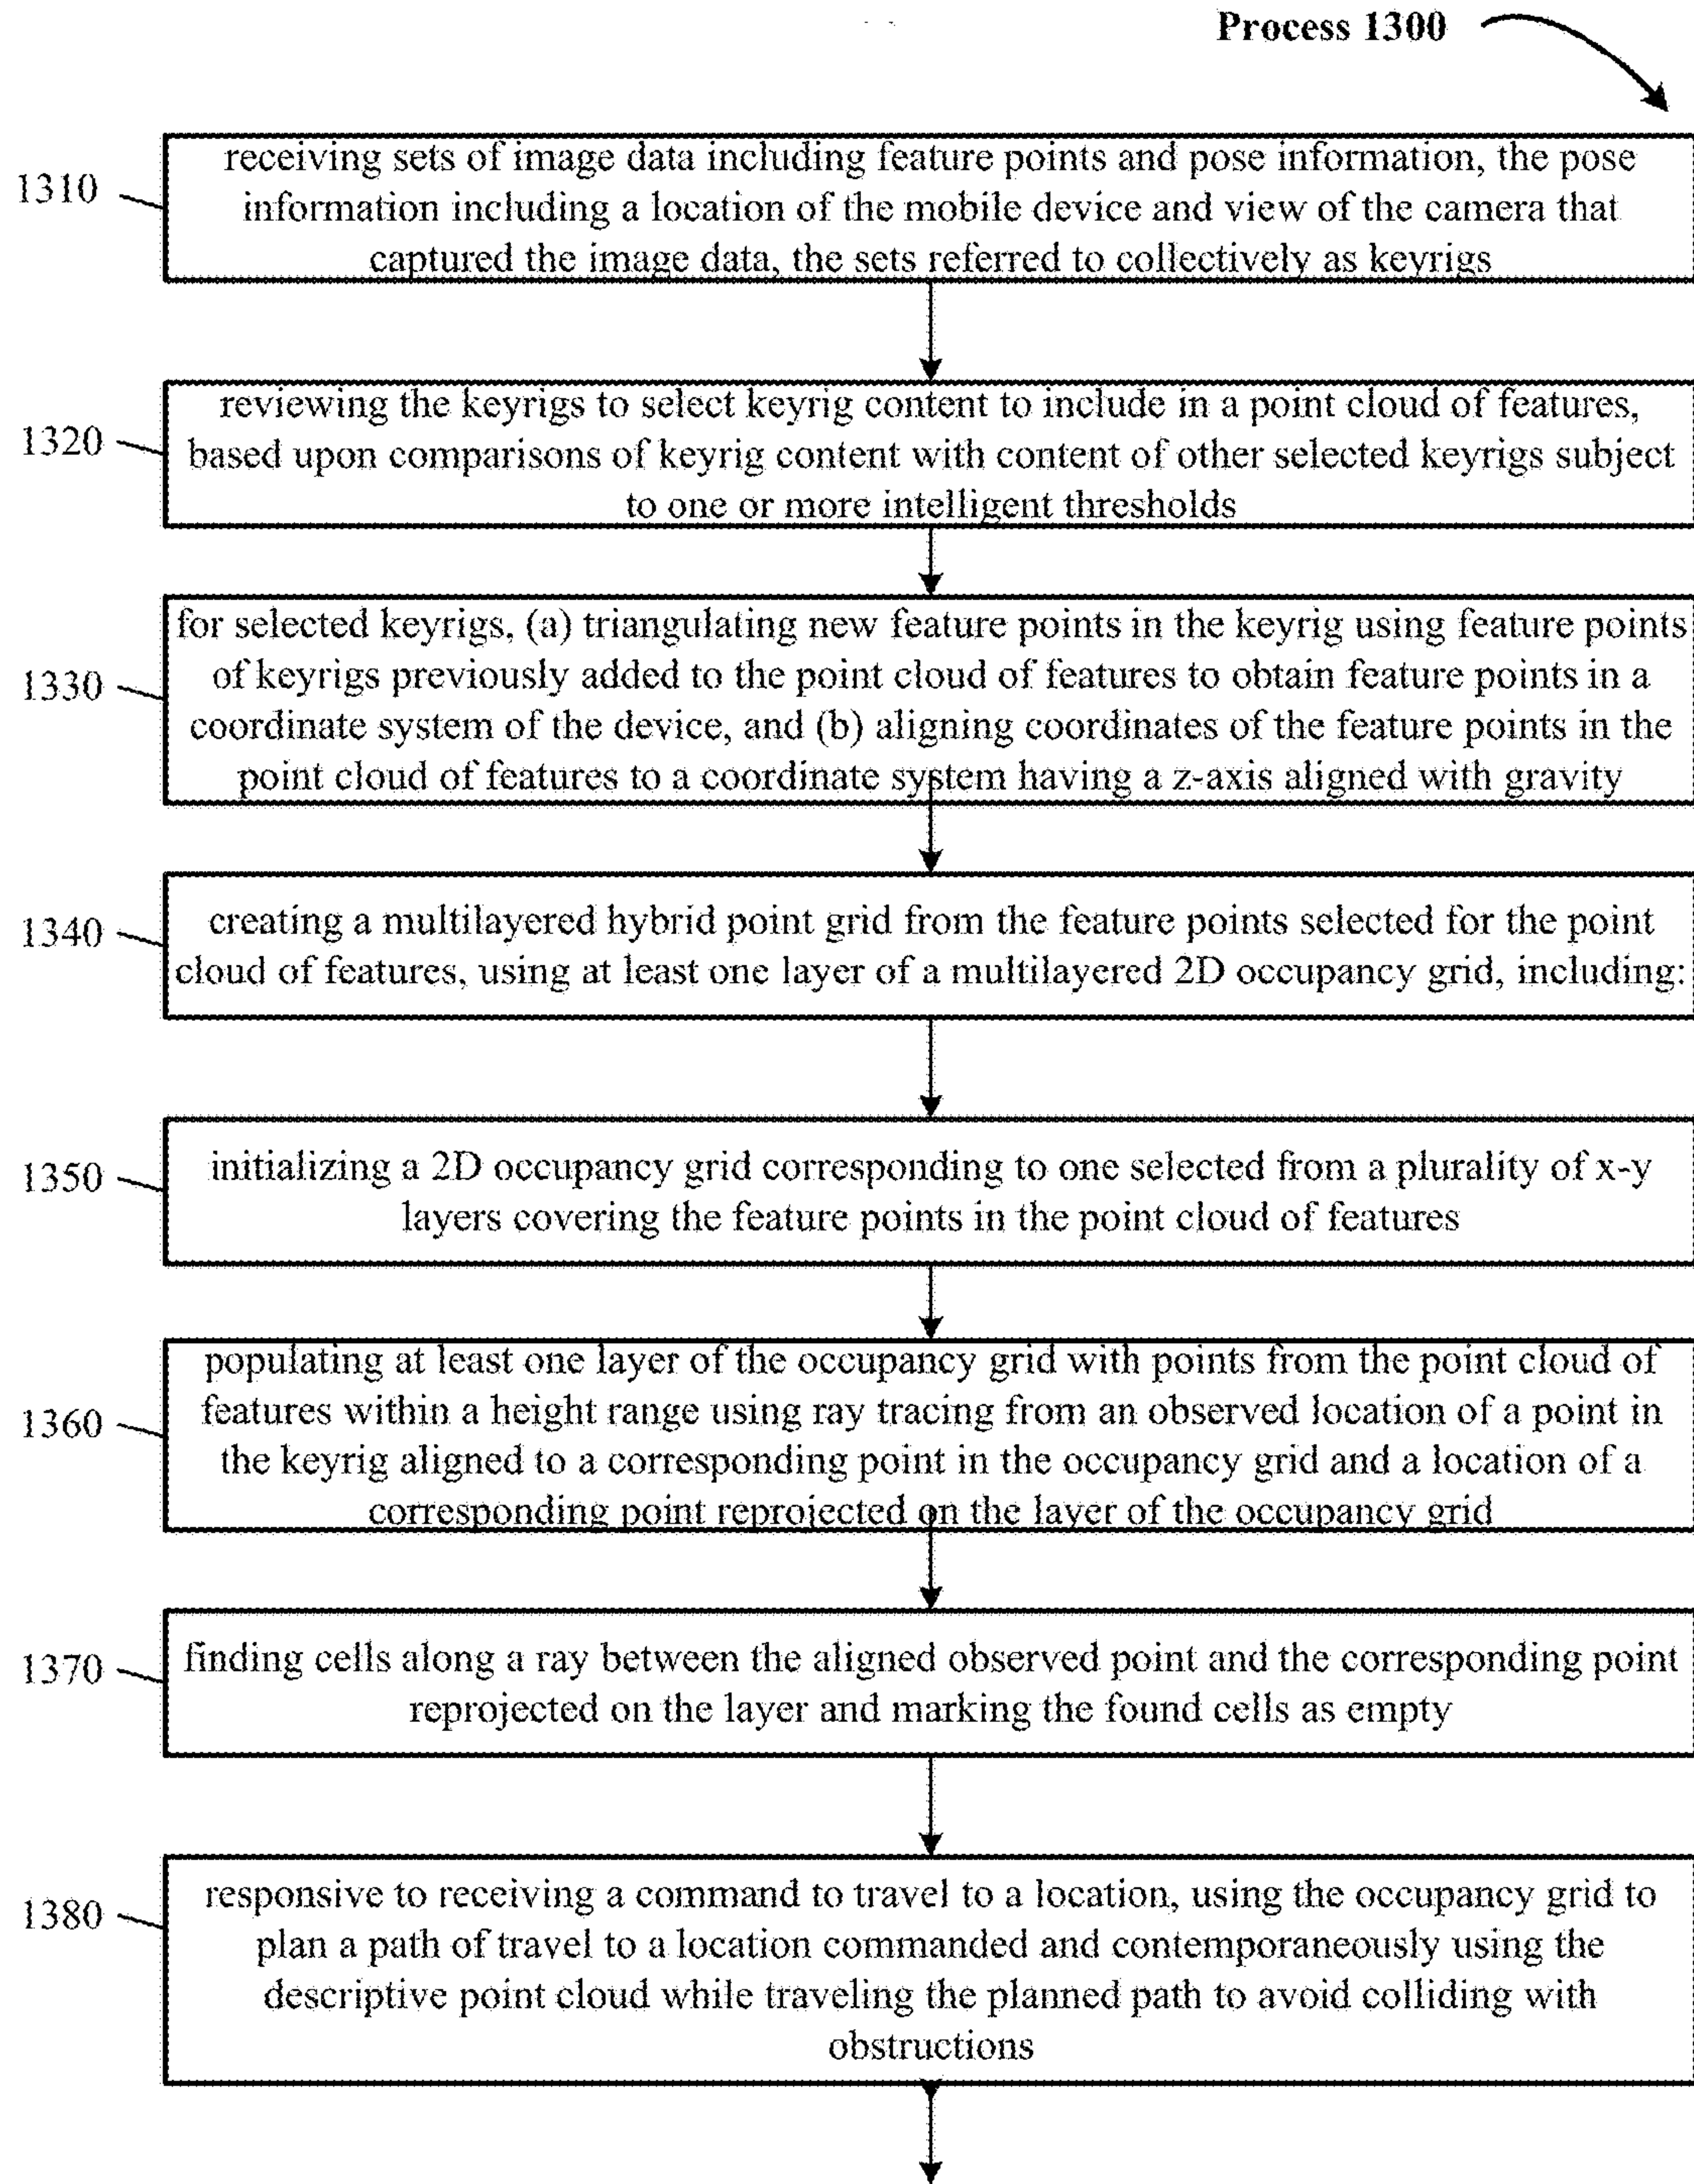 Process 1300
1310
receiving sets of image data including feature points and pose information, the pose
information including a location of the mobile device and view of the camera that
captured the image data, the sets referred to collectively as keyrigs
1320
reviewing the keyrigs to select keyrig content to include in a point cloud of features,
based upon comparisons of keyrig content with content of other selected keyrigs subject
to one or more intelligent thresholds
1330
for selected keyrigs, (a) triangulating new feature points in the keyrig using feature points
of keyrigs previously added to the point cloud of features to obtain feature points in a
coordinate system of the device, and (b) aligning coordinates of the feature points in the
point cloud of features to a coordinate system having a z-axis aligned with gravity
1340
creating a multilayered hybrid point grid from the feature points selected for the point
cloud of features, using at least one layer of a multilayered 2D occupancy grid, including:
1350
initializing a 2D occupancy grid corresponding to one selected from a plurality of x-y
layers covering the feature points in the point cloud of features
1360
populating at least one layer of the occupancy grid with points from the point cloud of
features within a height range using ray tracing from an observed location of a point in
the keyrig aligned to a corresponding point in the occupancy grid and a location of a
corresponding point reprojected on the layer of the occupancy grid
1370
finding cells along a ray between the aligned observed point and the corresponding point
reprojected on the layer and marking the found cells as empty
1380
responsive to receiving a command to travel to a location, using the occupancy grid to
plan a path of travel to a location commanded and contemporaneously using the
descriptive point cloud while traveling the planned path to avoid colliding with
obstructions